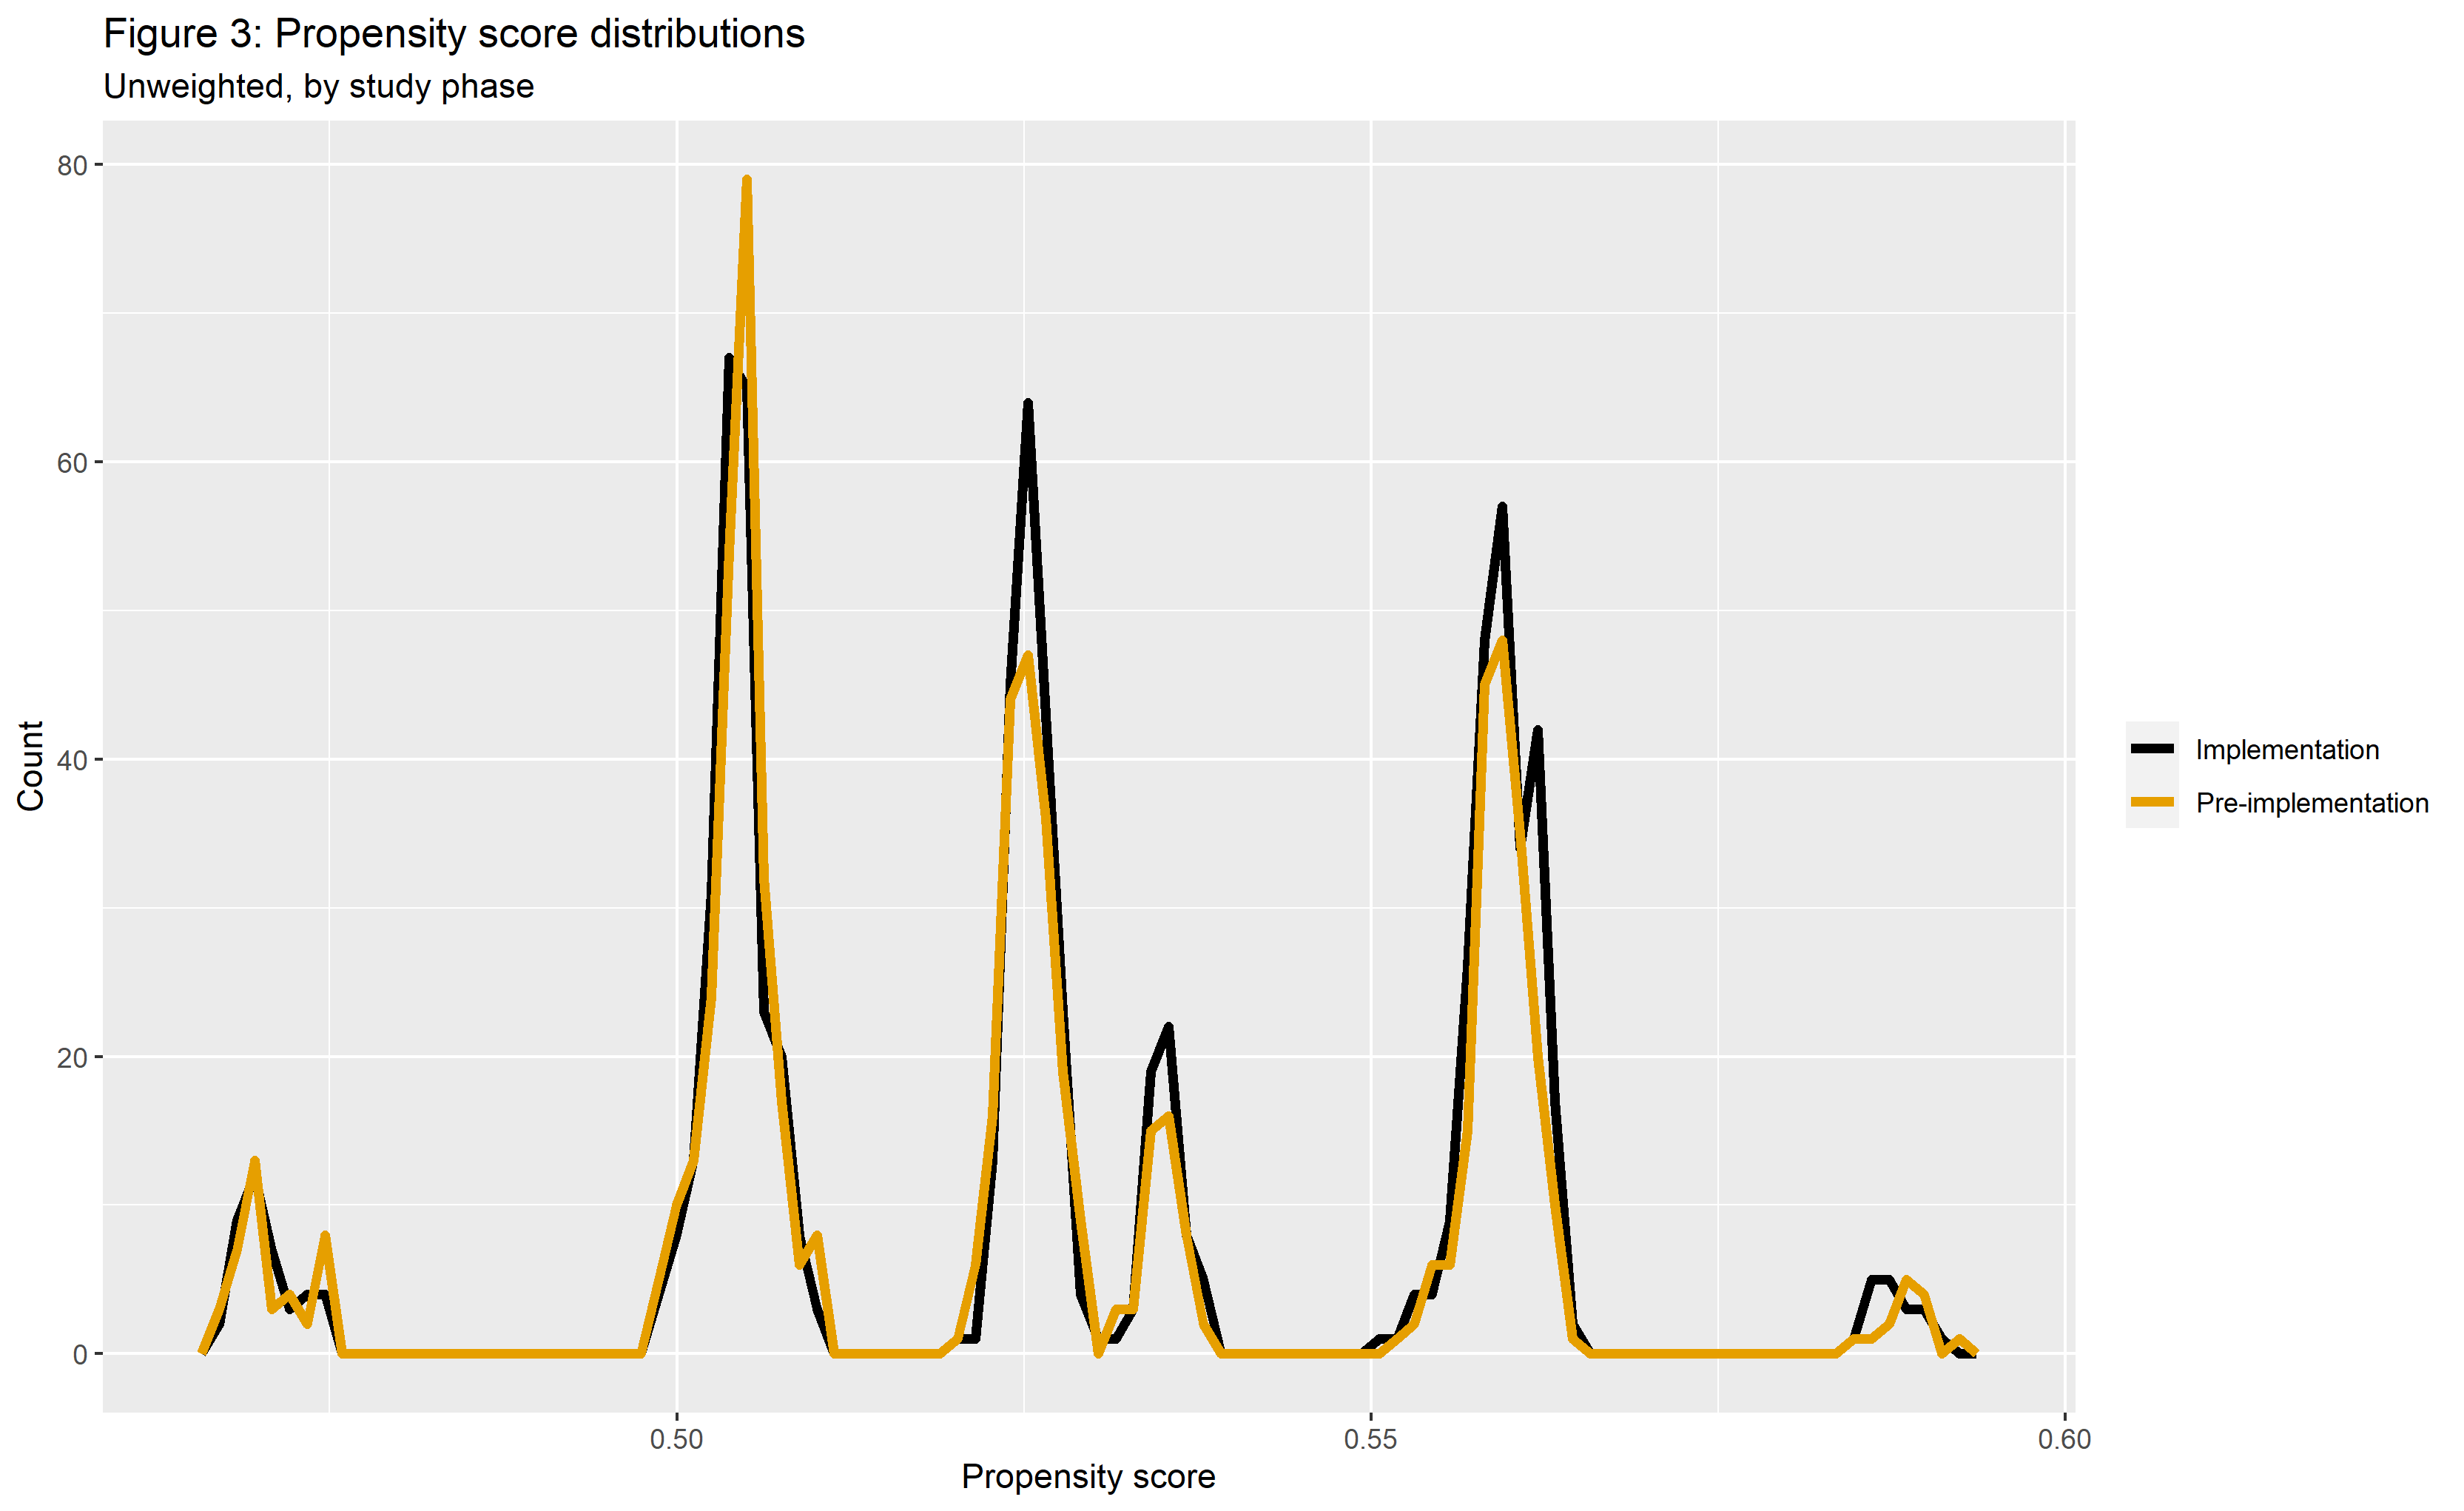 Figure 3: Propensity score distributions
Unweighted, by study phase
80
60
40
20
0
Count
0.50
0.55
0.60
Propensity score
Implementation
Pre-implementation